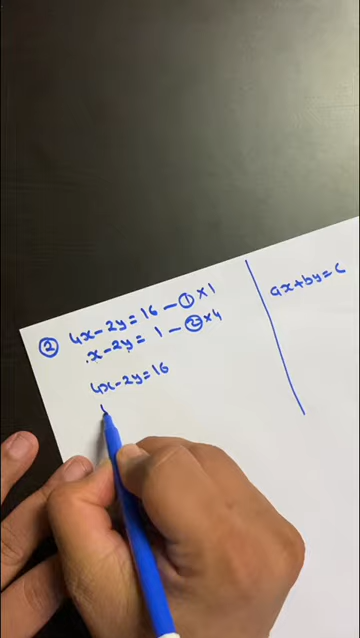 ② 4x-2y=16 — ① ×1
x-2y= 1 — ② ×4
4x-2y=16
ax+by=c